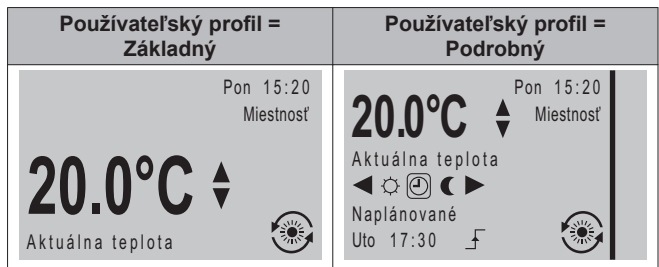 Používateľský profil =
Základný
Používateľský profil =
Podrobný
Pon 15:20
Miestnosť
20.0°C
Aktuálna teplota
Pon 15:20
20.0°C
Miestnosť
Aktuálna teplota
Naplánované
Uto 17:30